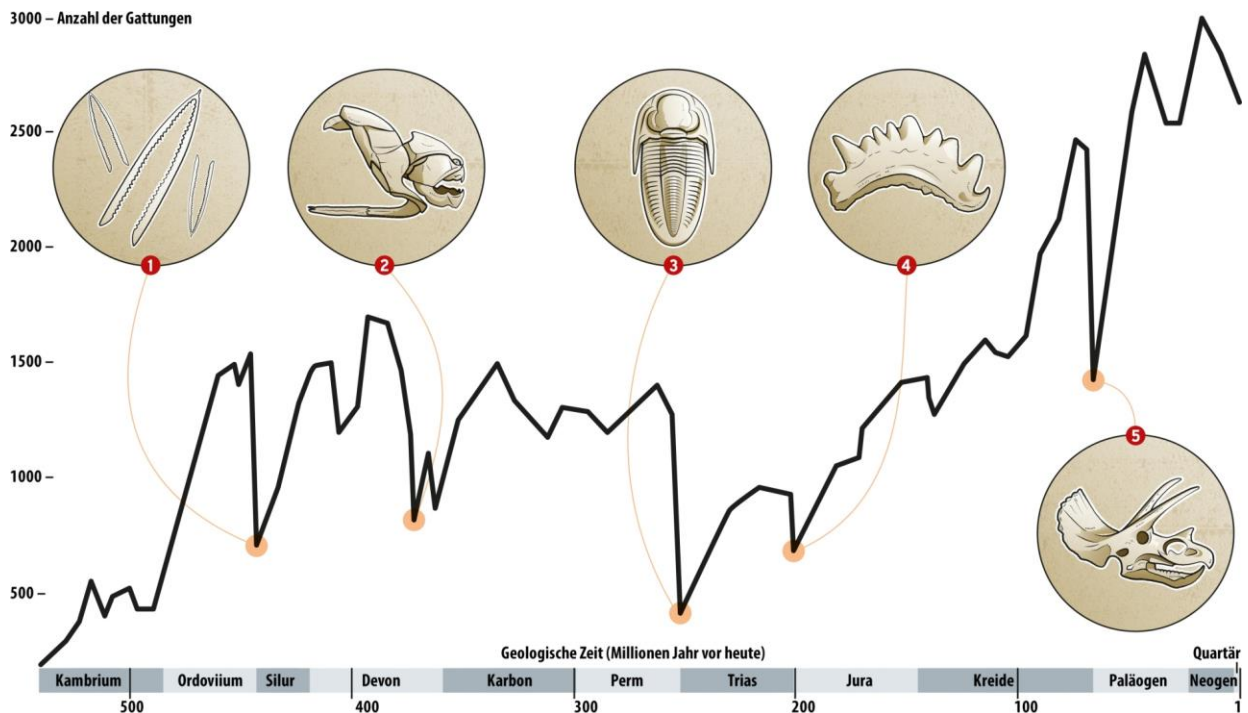 3000 – Anzahl der Gattungen
2500 –
2000 –
1500 –
1000 –
500 –
1
2
3
4
5
Geologische Zeit (Millionen Jahr vor heute)
Quartär
Kambrium Ordoviium Silur Devon Karbon Perm Trias Jura Kreide Paläogen Neogen
500 400 300 200 100 1